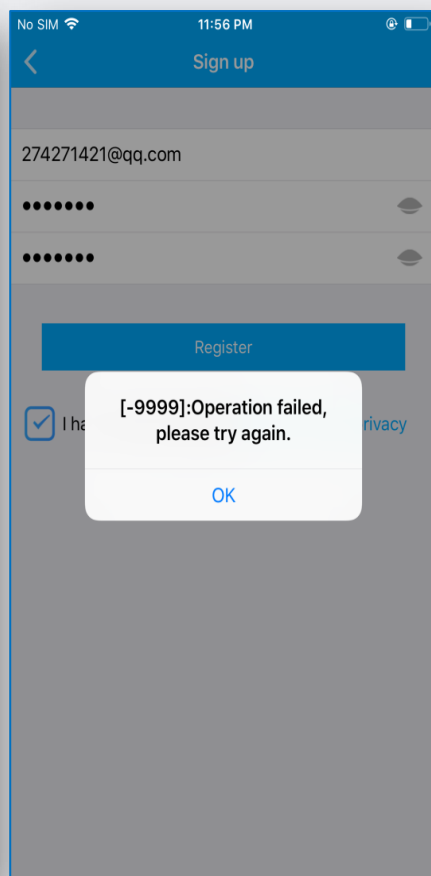 No SIM 11:56 PM
Sign up
274271421@qq.com
•••••••
•••••••
Register
I ha rivacy
[-9999]:Operation failed,
please try again.
OK